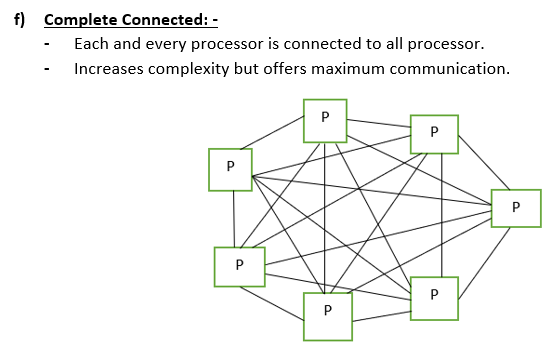 f) Complete Connected: -
- Each and every processor is connected to all processor.
- Increases complexity but offers maximum communication.
P
P
P
P
P
P
P